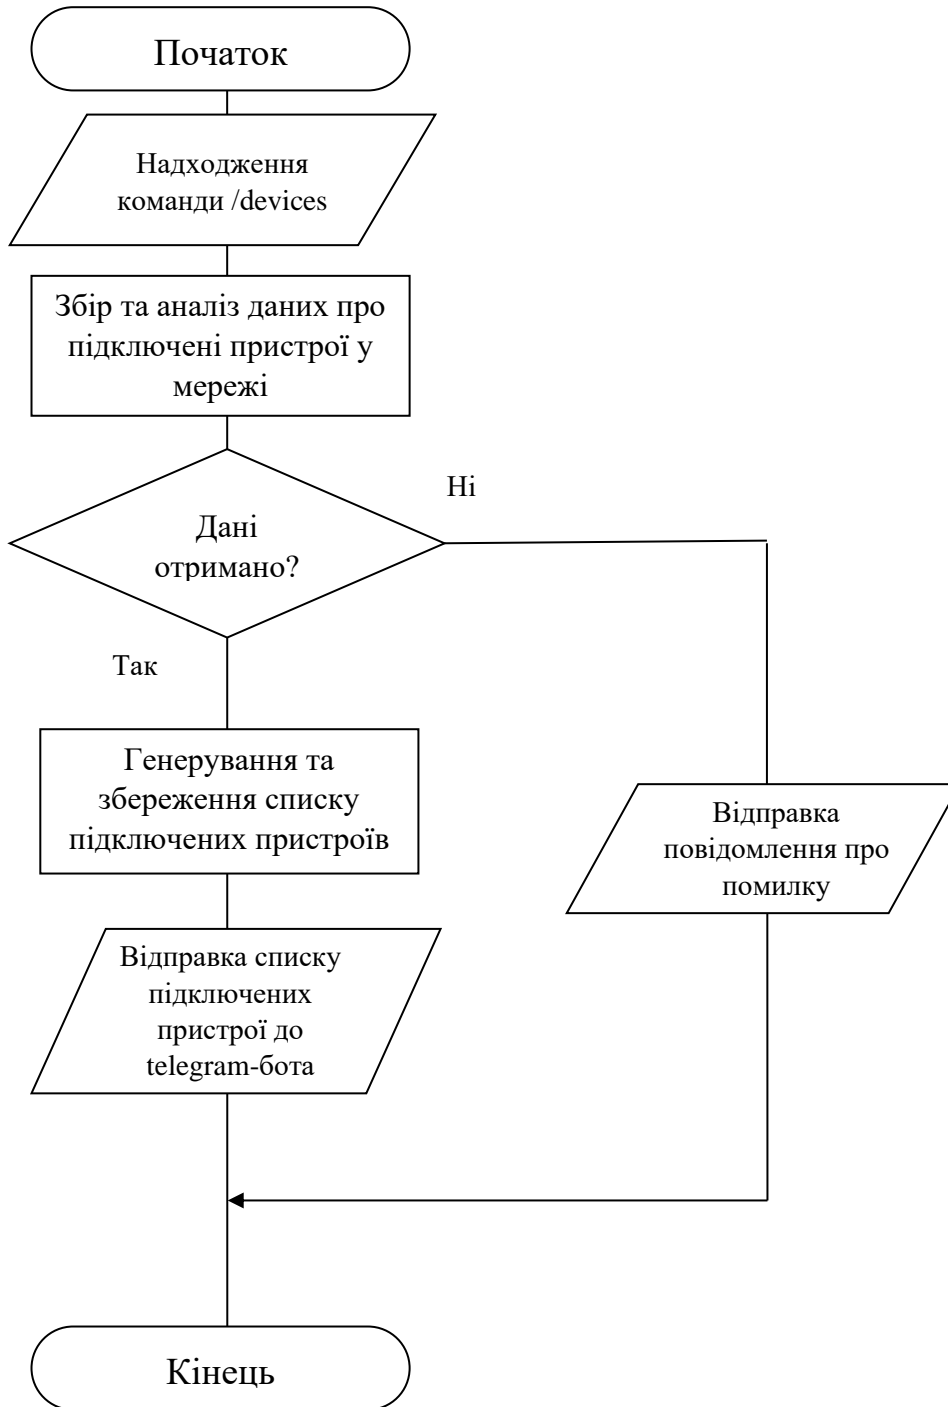 Початок
Надходження
команди /devices
Збір та аналіз даних про
підключені пристрої у
мережі
Ні
Дані
отримано?
Так
Генерування та
збереження списку
підключених пристроїв
Відправка
повідомлення про
помилку
Відправка списку
підключених
пристрої до
telegram-бота
Кінець